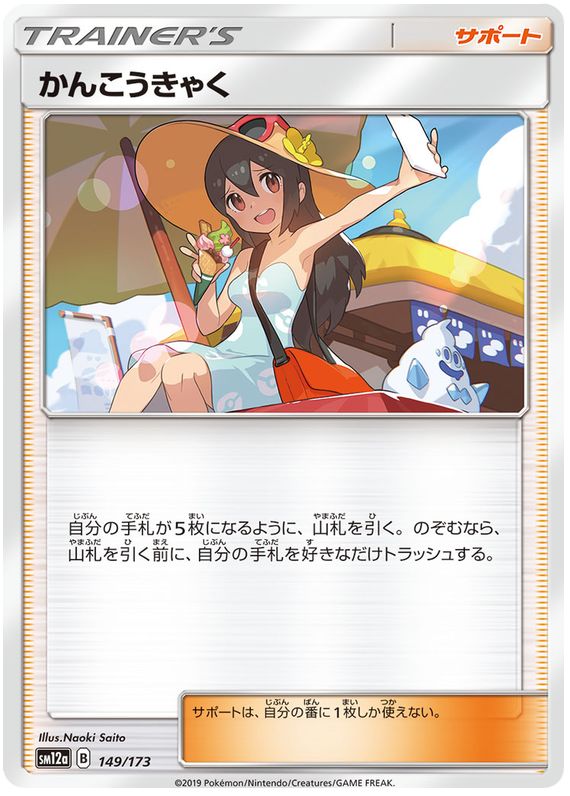 TRAINER'S
サポート
かんこうきゃく
自分の手札が5枚になるように、山札を引く。のぞむなら、
山札を引く前に、自分の手札を好きなだけトラッシュする。
サポートは、自分の番に1枚しか使えない。
Illus.Naoki Saito
sm12a B 149/173
©2019 Pokémon/Nintendo/Creatures/GAME FREAK.